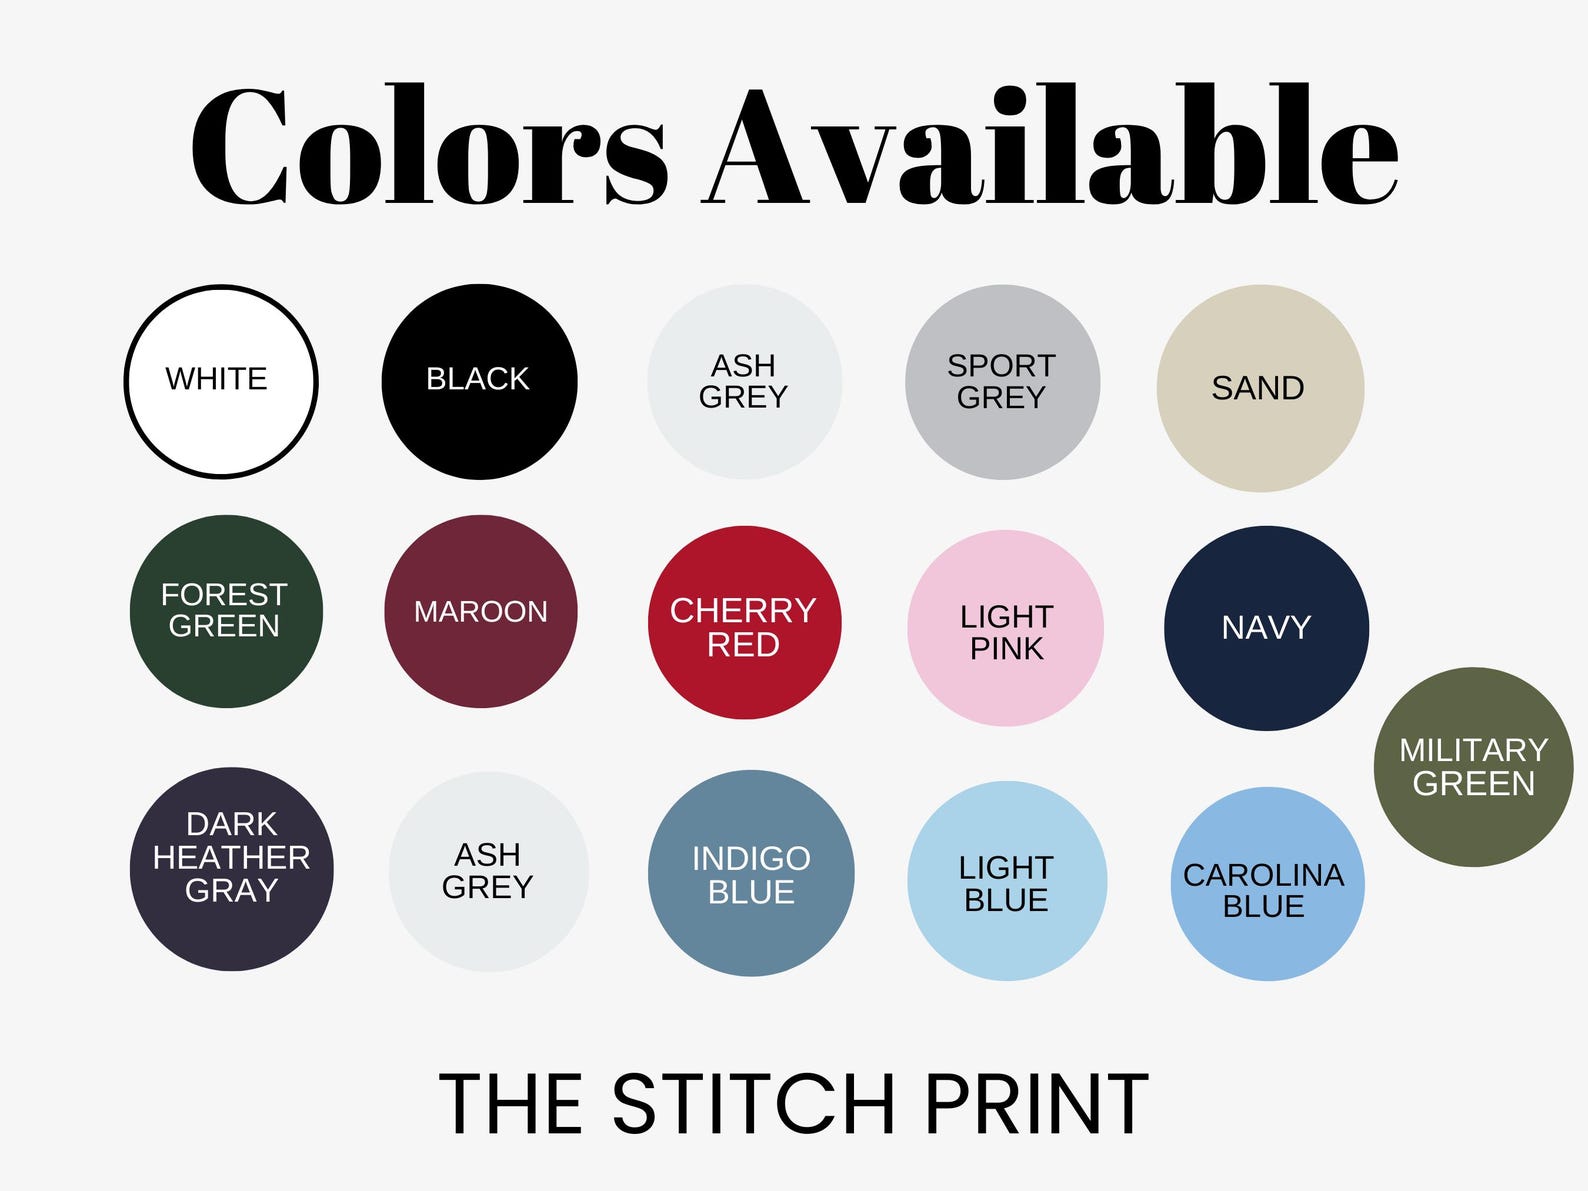 Colors Available
WHITE
BLACK
ASH
GREY
SPORT
GREY
SAND
FOREST
GREEN
MAROON
CHERRY
RED
LIGHT
PINK
NAVY
MILITARY
GREEN
DARK
HEATHER
GRAY
ASH
GREY
INDIGO
BLUE
LIGHT
BLUE
CAROLINA
BLUE
THE STITCH PRINT